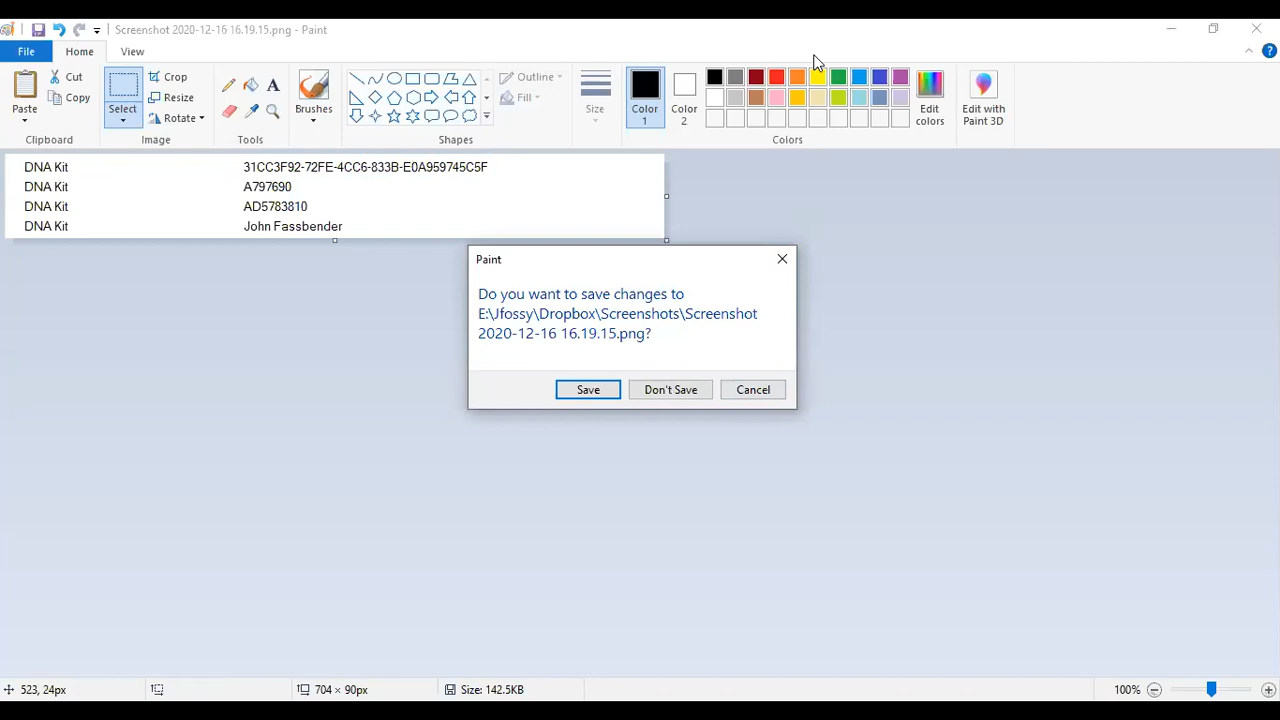 Screenshot 2020-12-16 16.19.15.png - Paint
File Home View
Paste
Cut
Copy
Clipboard
Select
Crop
Resize
Rotate
Image
A
Tools
Brushes
Outline
Fill
Shapes
Size
Color 1
Color 2
Edit colors
Colors
Edit with Paint 3D
DNA Kit 31CC3F92-72FE-4CC6-833B-E0A959745C5F
DNA Kit A797690
DNA Kit AD5783810
DNA Kit John Fassbender
Paint
Do you want to save changes to
E:\Jfossy\Dropbox\Screenshots\Screenshot
2020-12-16 16.19.15.png?
Save Don't Save Cancel
523, 24px 704 × 90px Size: 142.5KB 100%